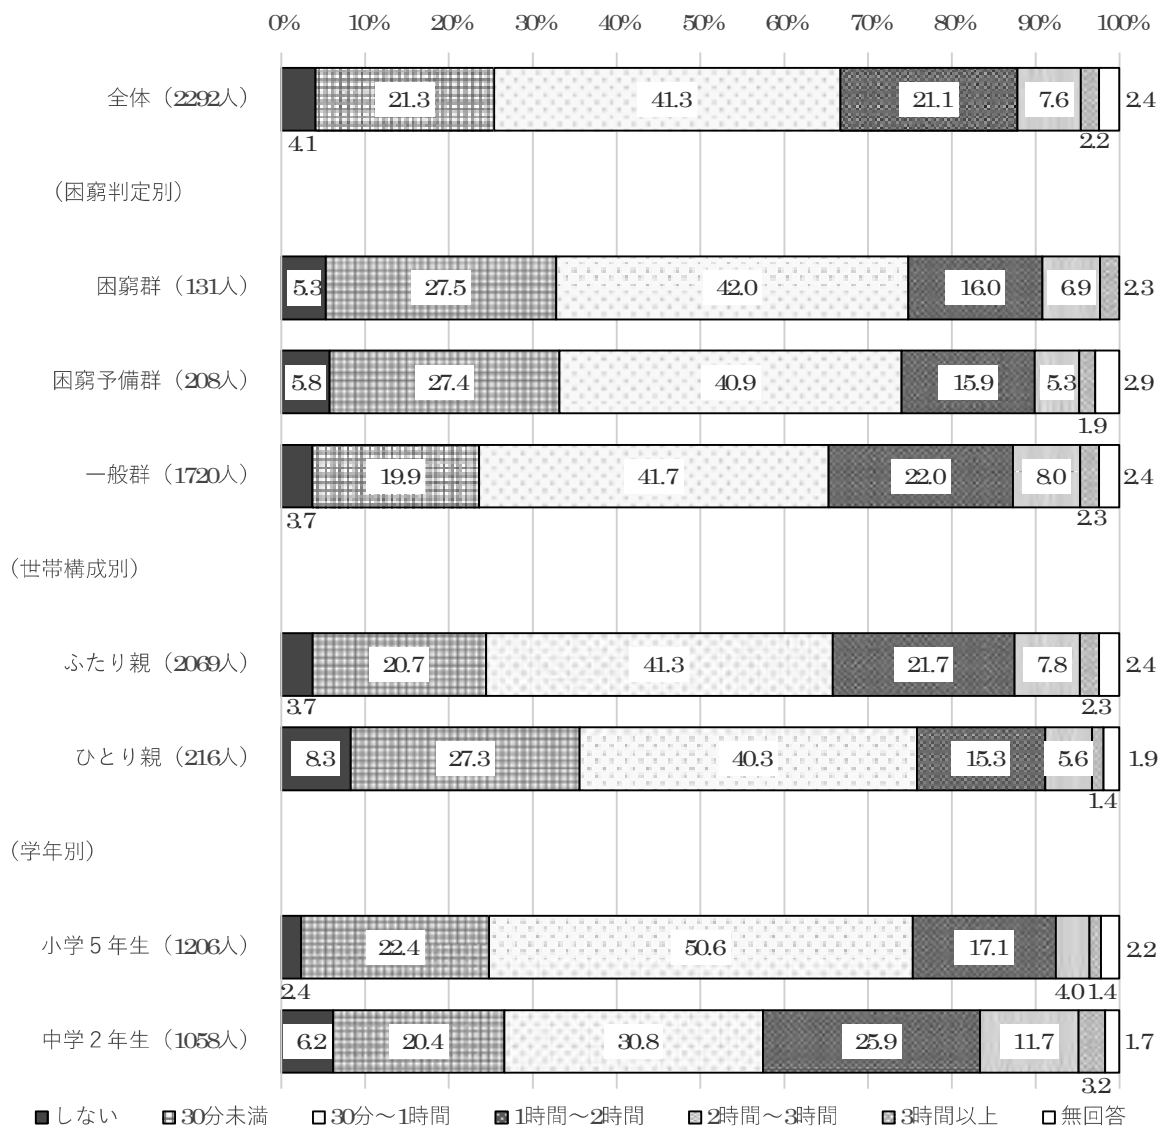 0% 10% 20% 30% 40% 50% 60% 70% 80% 90% 100%
全体（2292人） 21.3 41.3 21.1 7.6 2.4
4.1 2.2
（困窮判定別）
困窮群（131人） 5.3 27.5 42.0 16.0 6.9 2.3
困窮予備群（208人） 5.8 27.4 40.9 15.9 5.3 2.9
1.9
一般群（1720人） 19.9 41.7 22.0 8.0 2.4
3.7 2.3
（世帯構成別）
ふたり親（2069人） 20.7 41.3 21.7 7.8 2.4
3.7 2.3
ひとり親（216人） 8.3 27.3 40.3 15.3 5.6 1.9
1.4
（学年別）
小学５年生（1206人） 22.4 50.6 17.1 2.2
2.4 4.0 1.4
中学２年生（1058人） 6.2 20.4 30.8 25.9 11.7 1.7
3.2
しない 30分未満 30分～1時間 1時間～2時間 2時間～3時間 3時間以上 無回答